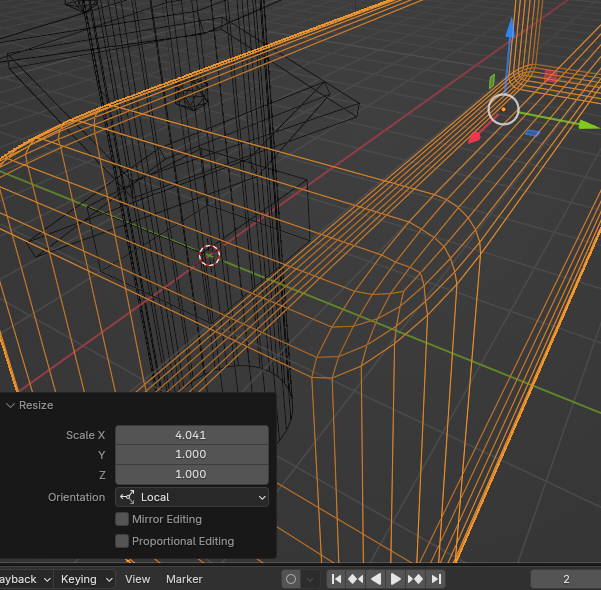 Resize
Scale X 4.041
Y 1.000
Z 1.000
Orientation Local
Mirror Editing
Proportional Editing
ayback Keying View Marker 2